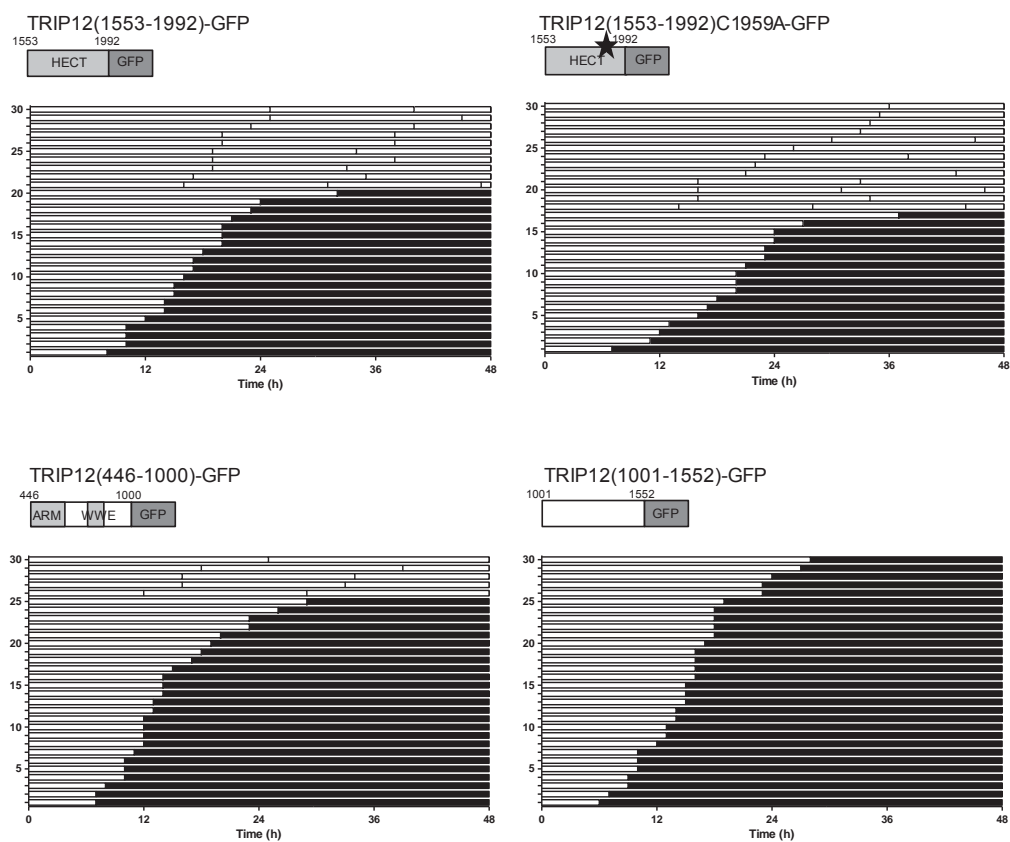 TRIP12(1553-1992)-GFP
1553 1992
HECT GFP
30
25
20
15
10
5
0 12 24 36 48
Time (h)
TRIP12(1553-1992)C1959A-GFP
1553 1992
HECT GFP
30
25
20
15
10
5
0 12 24 36 48
Time (h)
TRIP12(446-1000)-GFP
446 1000
ARM WWE GFP
30
25
20
15
10
5
0 12 24 36 48
Time (h)
TRIP12(1001-1552)-GFP
1001 1552
GFP
30
25
20
15
10
5
0 12 24 36 48
Time (h)